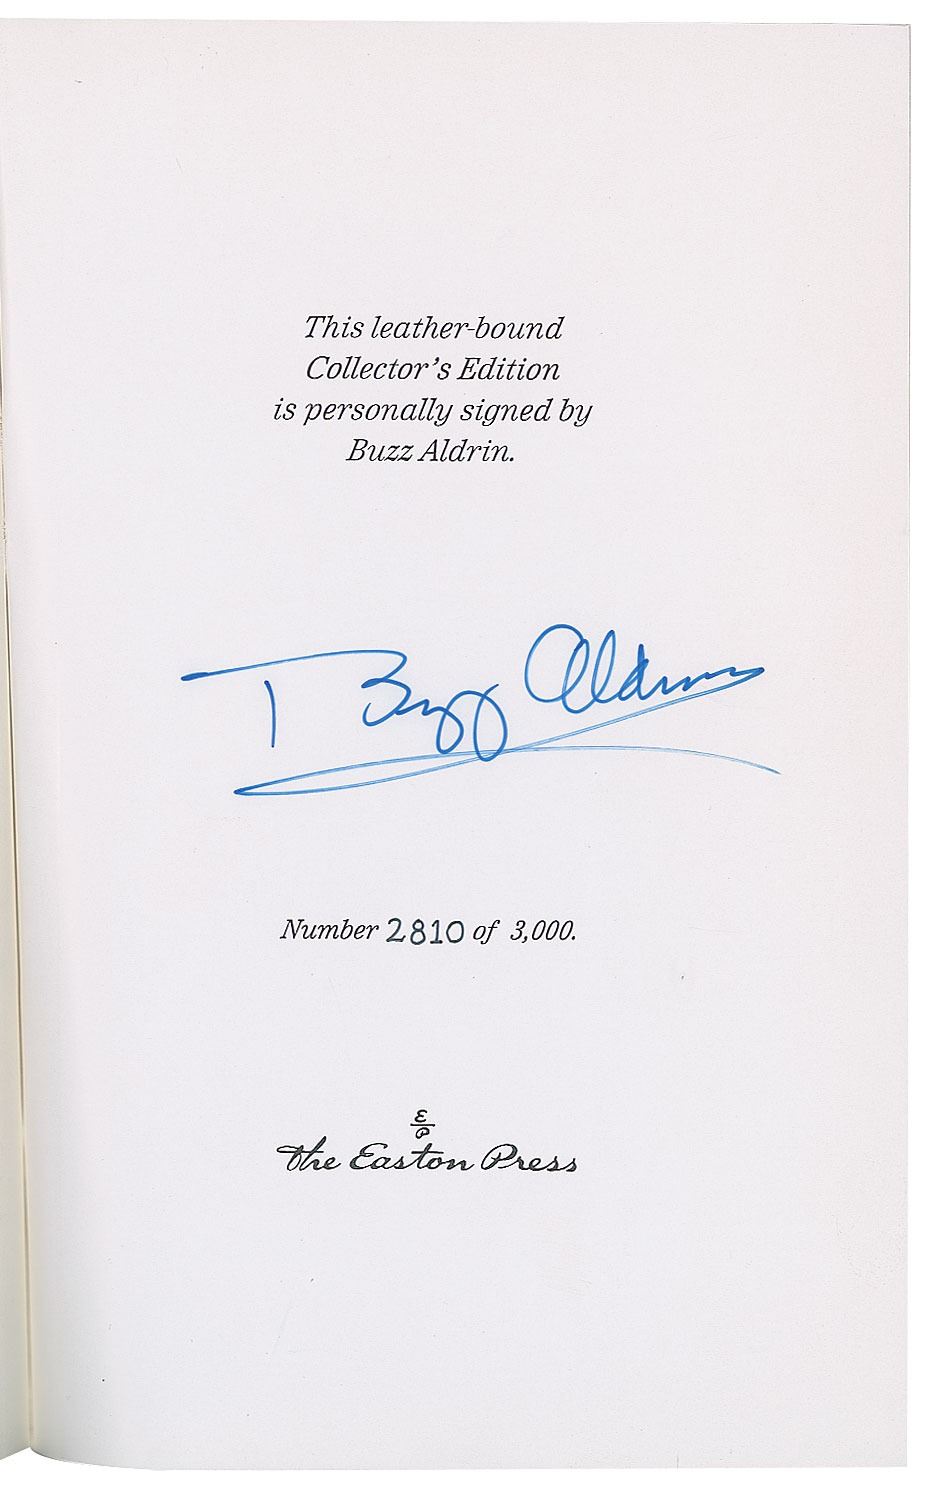 This leather-bound
Collector's Edition
is personally signed by
Buzz Aldrin.
Buzz Aldrin
Number 2810 of 3,000.
E
P
The Easton Press